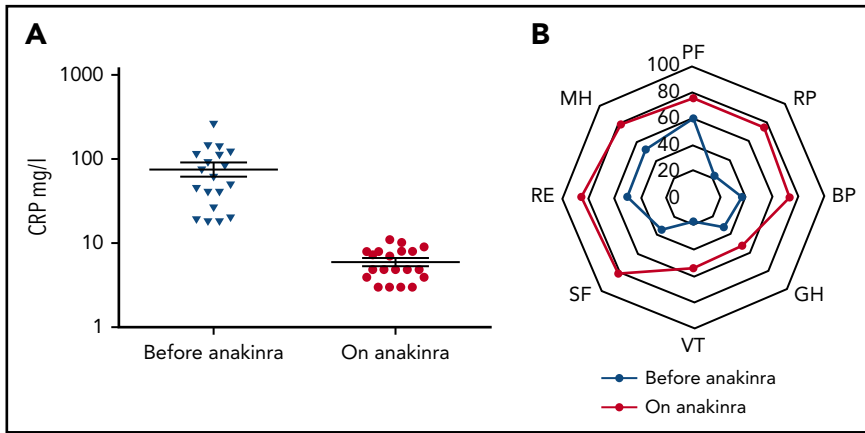 A
1000
100
10
1
CRP mg/l
Before anakinra
On anakinra
B
PF
RP
BP
GH
VT
SF
RE
MH
100
80
60
40
20
0
Before anakinra
On anakinra